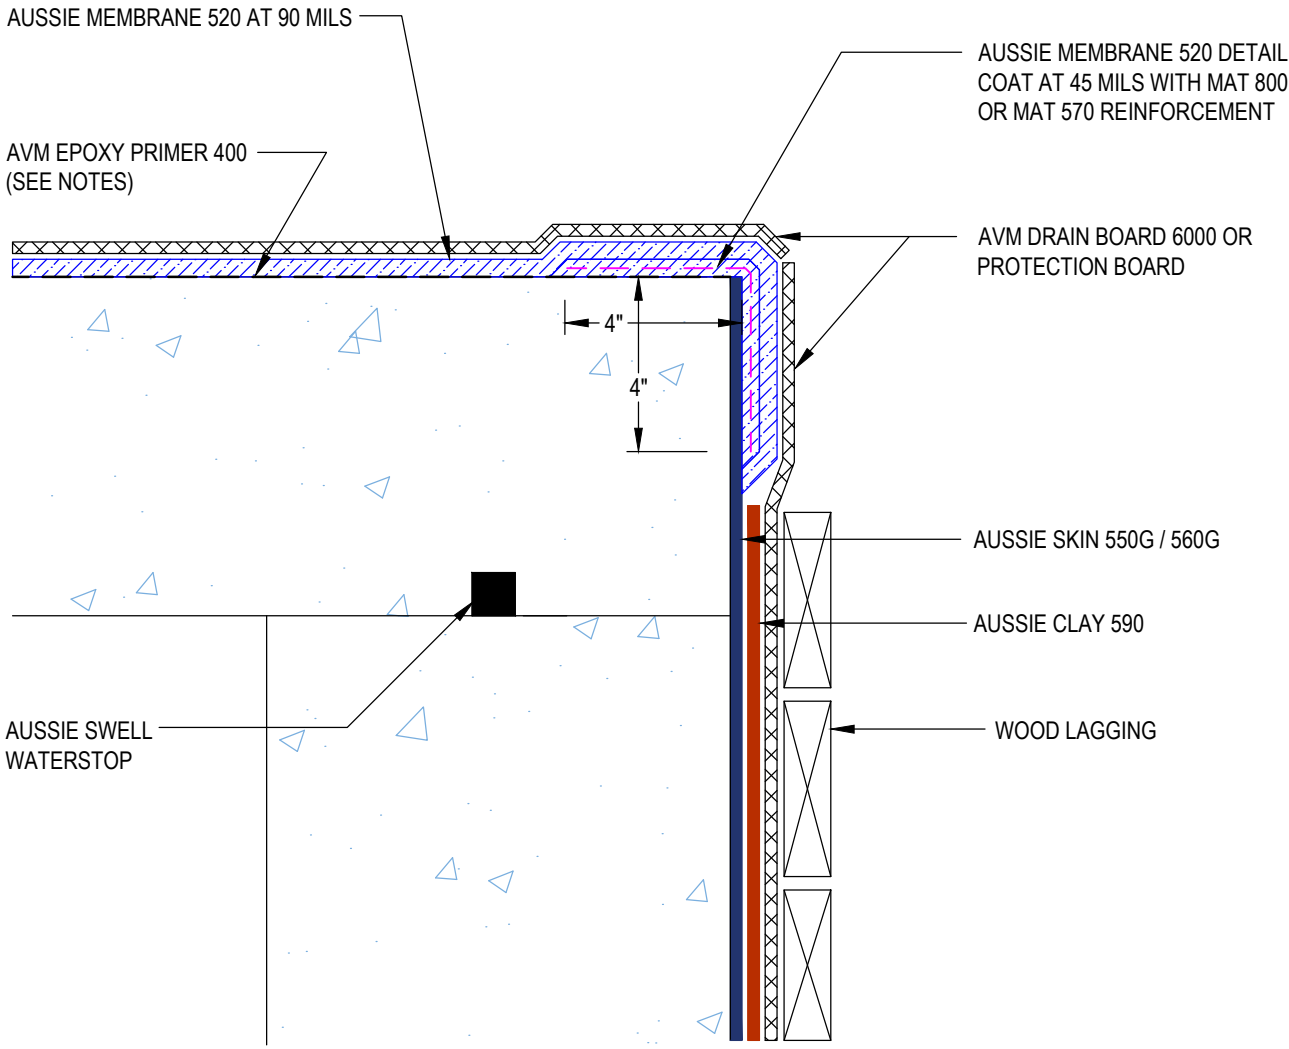 AUSSIE MEMBRANE 520 AT 90 MILS
AUSSIE MEMBRANE 520 DETAIL
COAT AT 45 MILS WITH MAT 800
OR MAT 570 REINFORCEMENT
AVM EPOXY PRIMER 400
(SEE NOTES)
AVM DRAIN BOARD 6000 OR
PROTECTION BOARD
4"
4"
AUSSIE SKIN 550G / 560G
AUSSIE CLAY 590
AUSSIE SWELL
WATERSTOP
WOOD LAGGING